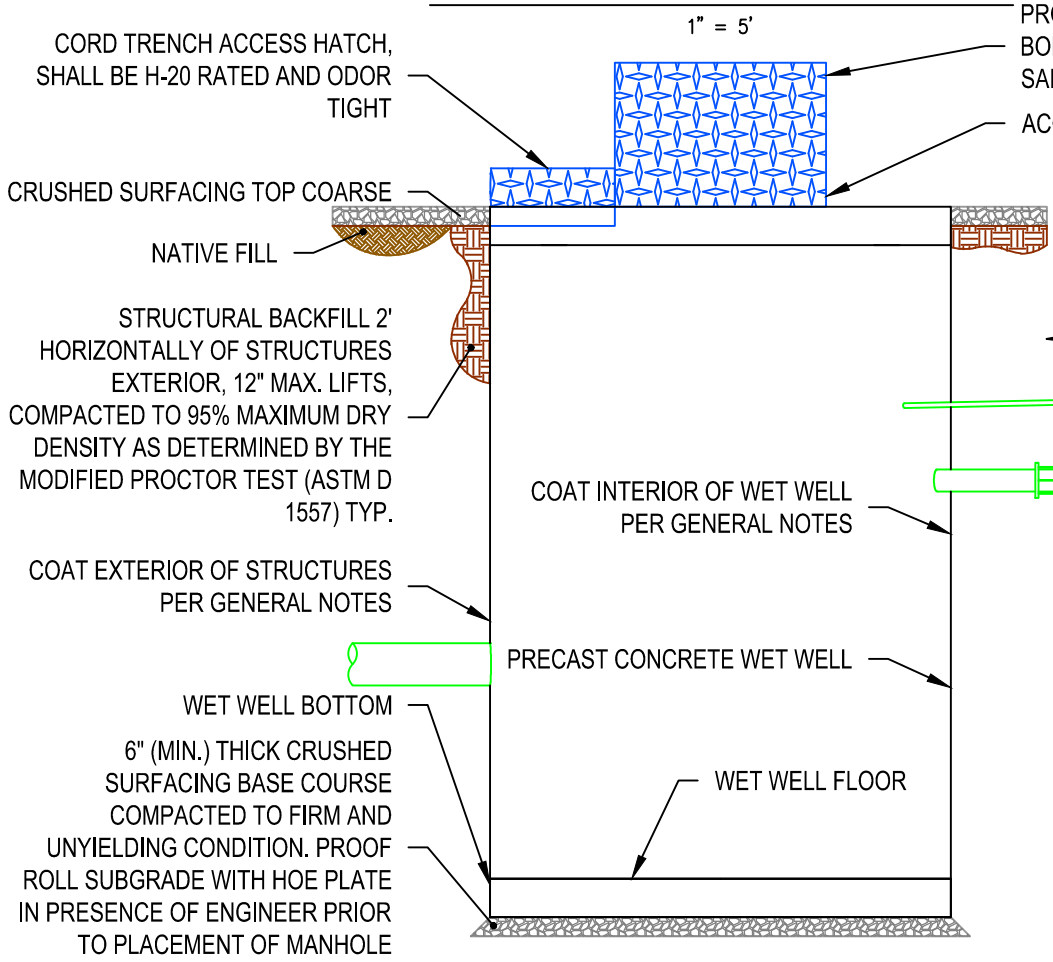 1" = 5'
CORD TRENCH ACCESS HATCH,
SHALL BE H-20 RATED AND ODOR
TIGHT
CRUSHED SURFACING TOP COARSE
NATIVE FILL
STRUCTURAL BACKFILL 2'
HORIZONTALLY OF STRUCTURES
EXTERIOR, 12" MAX. LIFTS,
COMPACTED TO 95% MAXIMUM DRY
DENSITY AS DETERMINED BY THE
MODIFIED PROCTOR TEST (ASTM D
1557) TYP.
COAT INTERIOR OF WET WELL
PER GENERAL NOTES
COAT EXTERIOR OF STRUCTURES
PER GENERAL NOTES
PRECAST CONCRETE WET WELL
WET WELL BOTTOM
6" (MIN.) THICK CRUSHED
SURFACING BASE COURSE
COMPACTED TO FIRM AND
UNYIELDING CONDITION. PROOF
ROLL SUBGRADE WITH HOE PLATE
IN PRESENCE OF ENGINEER PRIOR
TO PLACEMENT OF MANHOLE
WET WELL FLOOR